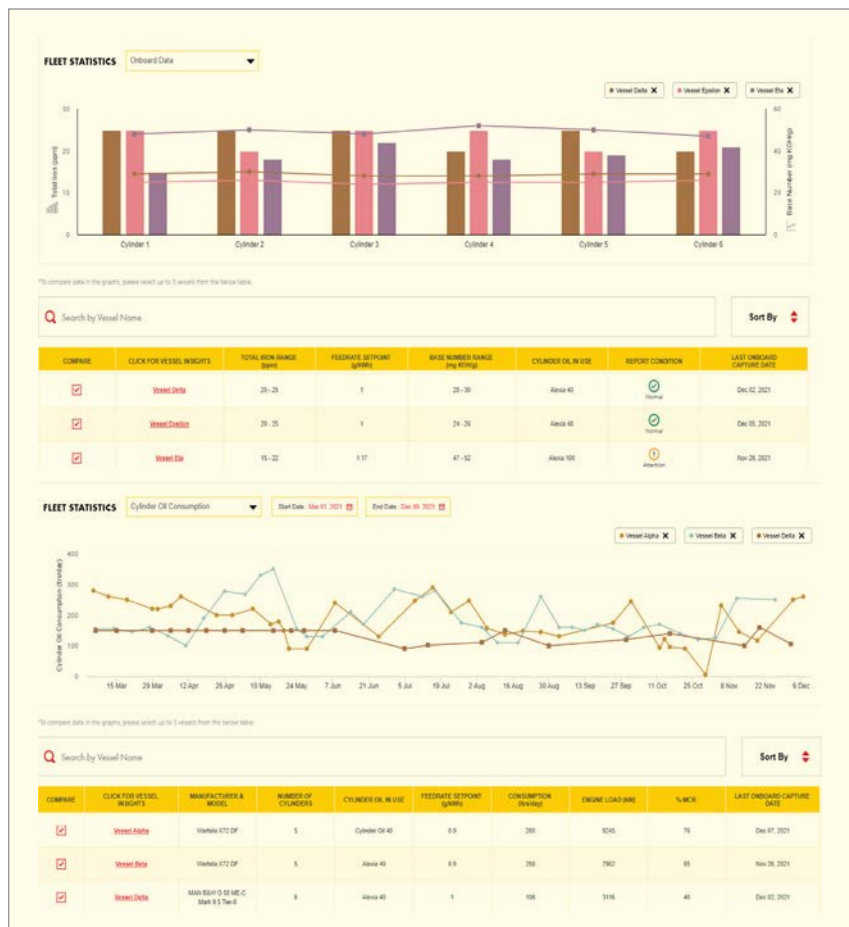 FLEET STATISTICS Onboard Data
Vessel Delta X Vessel Epsilon X Vessel Eta X
30 60
20 40
10 20
0 0
Total Iron (ppm)
Base Number (mg KOH/g)
Cylinder 1 Cylinder 2 Cylinder 3 Cylinder 4 Cylinder 5 Cylinder 6
*To compare data in the graphs, please select up to 3 vessels from the below table.
Search by Vessel Name
Sort By
COMPARE CLICK FOR VESSEL INSIGHTS TOTAL IRON RANGE (ppm) FEEDRATE SETPOINT (g/kWh) BASE NUMBER RANGE (mg KOH/g) CYLINDER OIL IN USE REPORT CONDITION LAST ONBOARD CAPTURE DATE
Vessel Delta 20 - 25 1 28 - 30 Alexia 40 Normal Dec 02, 2021
Vessel Epsilon 20 - 25 1 24 - 26 Alexia 40 Normal Dec 05, 2021
Vessel Eta 15 - 22 1.17 47 - 52 Alexia 100 Attention Nov 26, 2021
FLEET STATISTICS Cylinder Oil Consumption Start Date : Mar 01, 2021 End Date : Dec 09, 2021
Vessel Alpha X Vessel Beta X Vessel Delta X
400
300
200
100
0
Cylinder Oil Consumption (ltrs/day)
15 Mar 29 Mar 12 Apr 26 Apr 10 May 24 May 7 Jun 21 Jun 5 Jul 19 Jul 2 Aug 16 Aug 30 Aug 13 Sep 27 Sep 11 Oct 25 Oct 8 Nov 22 Nov 6 Dec
*To compare data in the graphs, please select up to 3 vessels from the below table.
Search by Vessel Name
Sort By
COMPARE CLICK FOR VESSEL INSIGHTS MANUFACTURER & MODEL NUMBER OF CYLINDERS CYLINDER OIL IN USE FEEDRATE SETPOINT (g/kWh) CONSUMPTION (ltrs/day) ENGINE LOAD (kW) % MCR LAST ONBOARD CAPTURE DATE
Vessel Alpha Wartsila X72 DF 5 Cylinder Oil 40 0.9 260 9245 76 Dec 07, 2021
Vessel Beta Wartsila X72 DF 5 Alexia 40 0.9 250 7902 65 Nov 28, 2021
Vessel Delta MAN B&W G 50 ME-C Mark 9.5 Tier-II 6 Alexia 40 1 106 3116 40 Dec 02, 2021